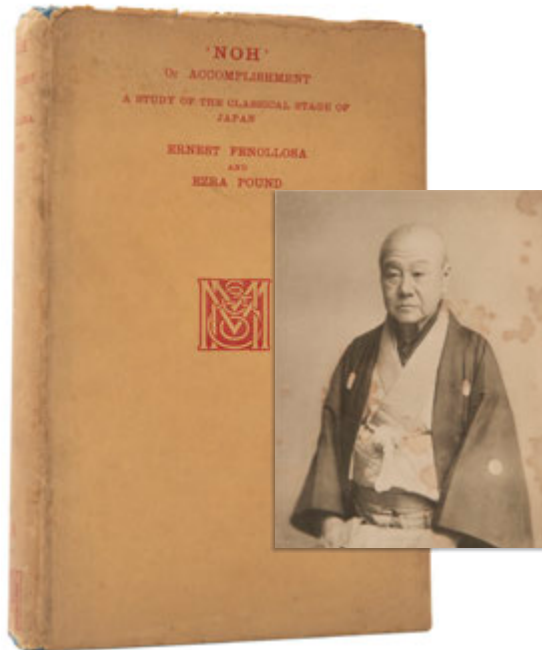 'NOH'
OR ACCOMPLISHMENT
A STUDY OF THE CLASSICAL STAGE OF
JAPAN
ERNEST FENOLLOSA
AND
EZRA POUND